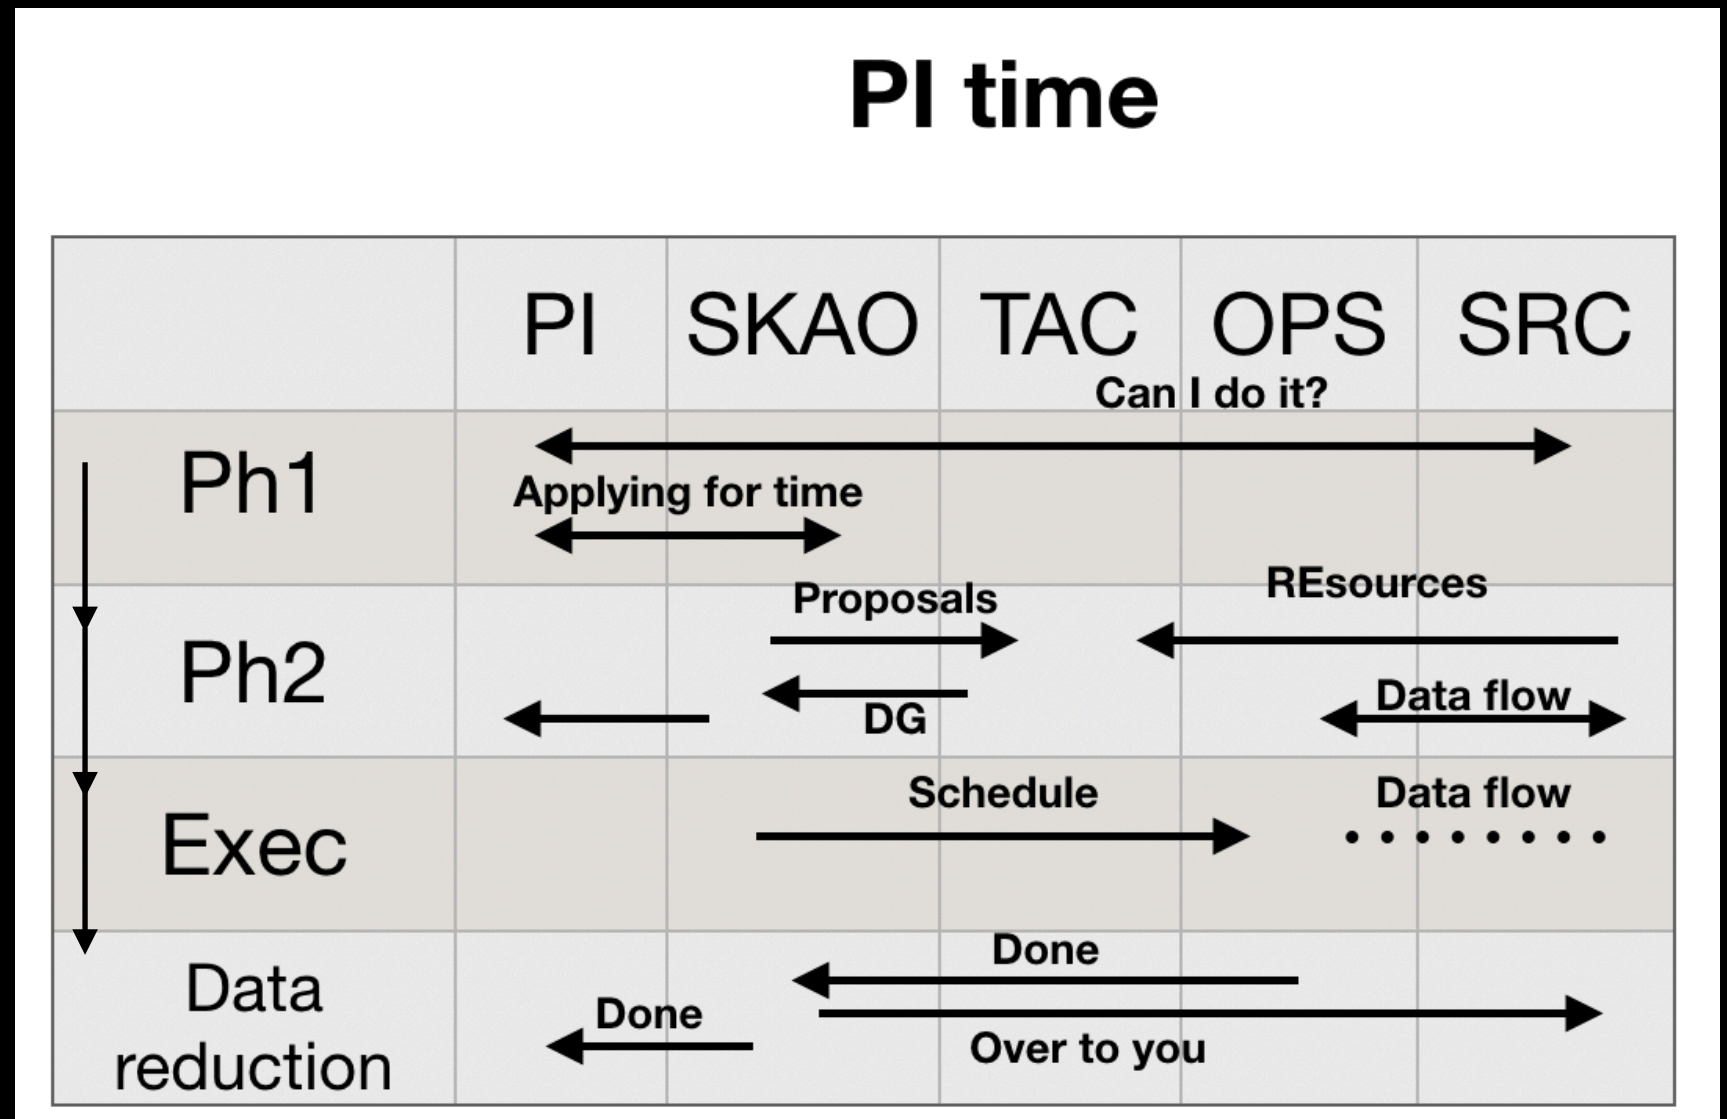 PI time
PI SKAO TAC OPS SRC
Can I do it?
Ph1
Applying for time
Proposals
REsources
Ph2
DG
Data flow
Schedule
Data flow
Exec
Done
Done
Over to you
Data
reduction